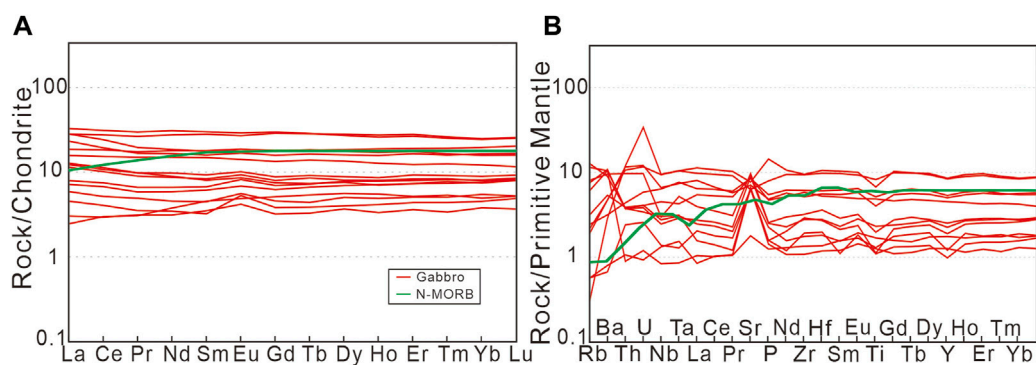 A
Rock/Chondrite
100
10
1
0.1
La Ce Pr Nd Sm Eu Gd Tb Dy Ho Er Tm Yb Lu
Gabbro
N-MORB
B
Rock/Primitive Mantle
100
10
1
0.1
Ba U Ta Ce Sr Nd Hf Eu Gd Dy Ho Tm
Rb Th Nb La Pr P Zr Sm Ti Tb Y Er Yb